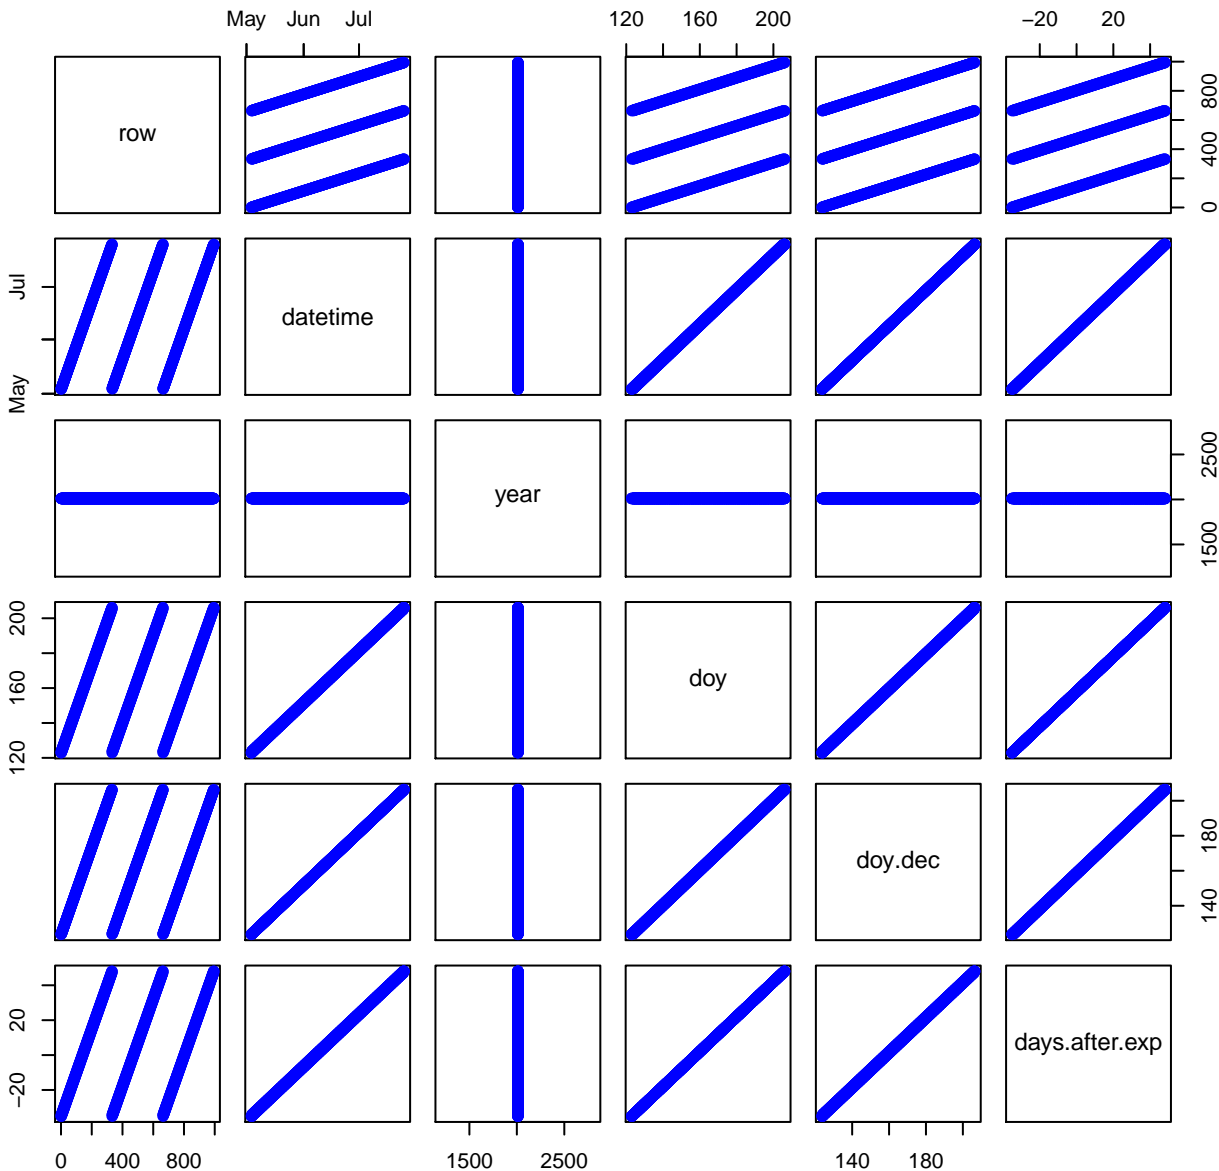 May Jun Jul 120 160 200 −20 20
row
0 400 800
datetime
May Jul
year
1500 2500
doy
120 160 200
doy.dec
140 180
days.after.exp
−20 20
0 400 800 1500 2500 140 180